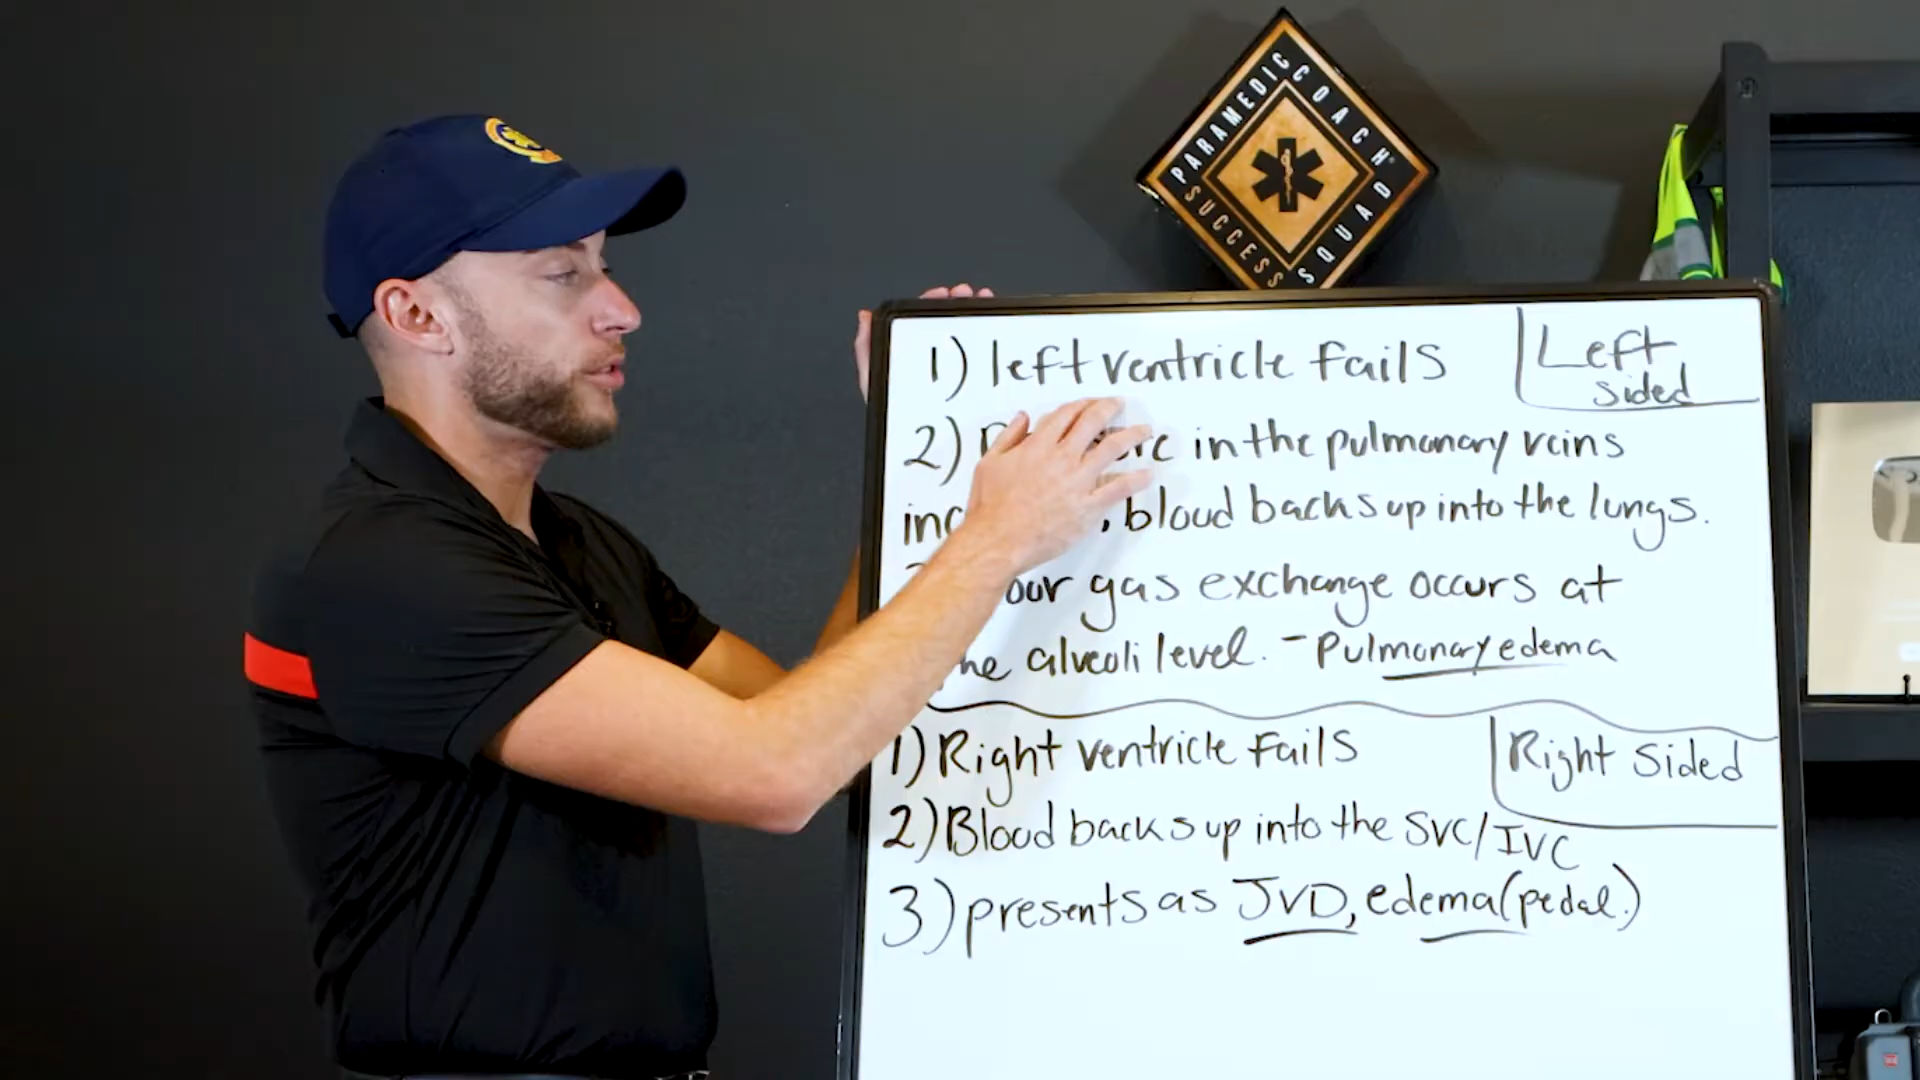 PARAMEDIC COACH
SUCCESS SQUAD
1) left ventricle fails
Left
sided
2) in the pulmonary veins
blood backs up into the lungs.
gas exchange occurs at
alveoli level. - Pulmonary edema
1) Right ventricle fails
Right sided
2) Blood backs up into the SVC/IVC
3) presents as JVD, edema (pedal.)